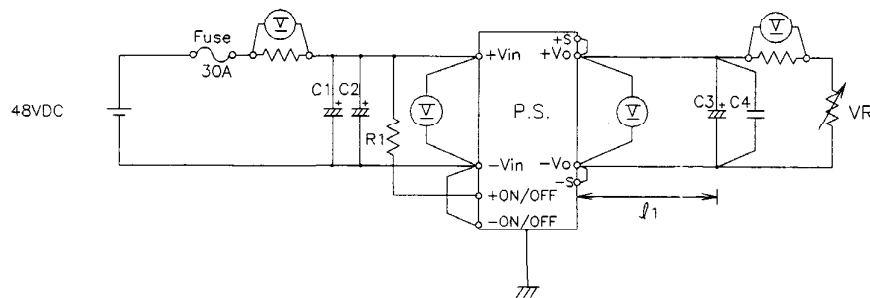 V
V
Fuse
30A
+S
+Vin
+Vo
48VDC
C1
+
C2
+
V
P.S.
V
C3
+
C4
VR
R1
-Vin
-Vo
-S
+ON/OFF
-ON/OFF
ℓ1